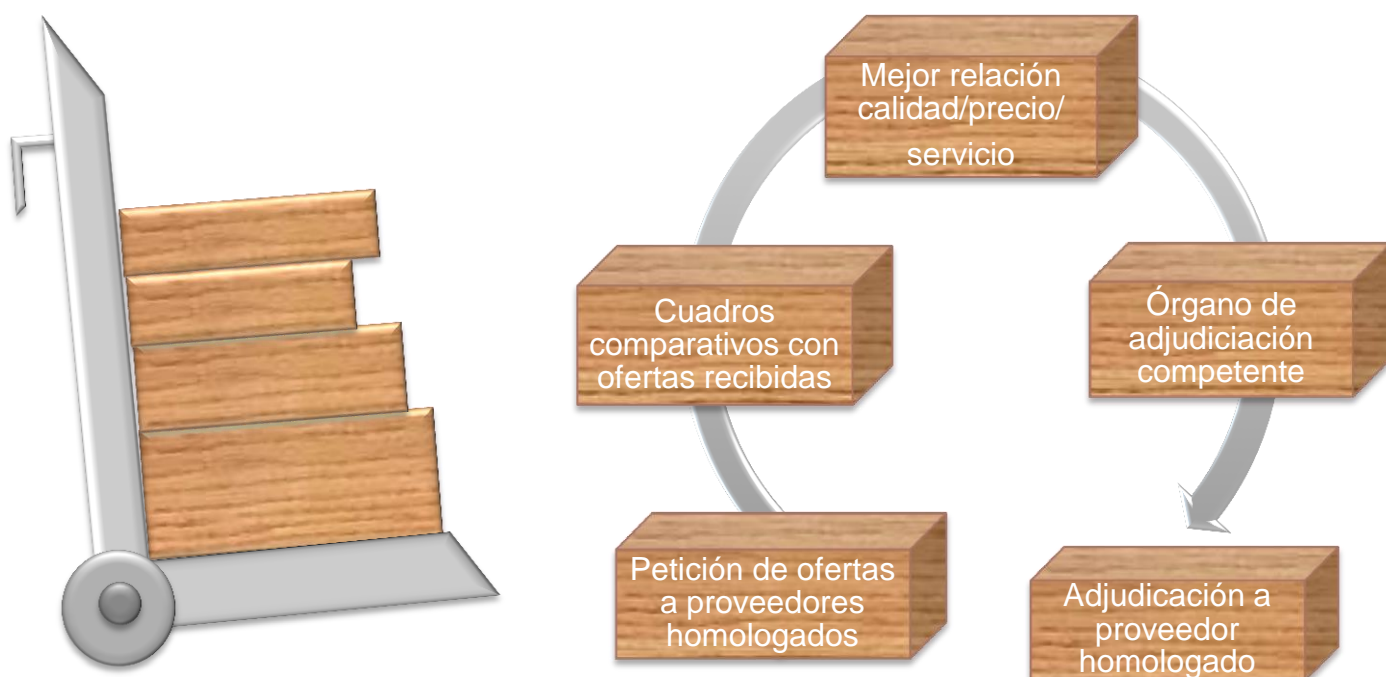 Petición de ofertas
a proveedores
homologados
Cuadros
comparativos con
ofertas recibidas
Mejor relación
calidad/precio/
servicio
Órgano de
adjudiciación
competente
Adjudicación a
proveedor
homologado